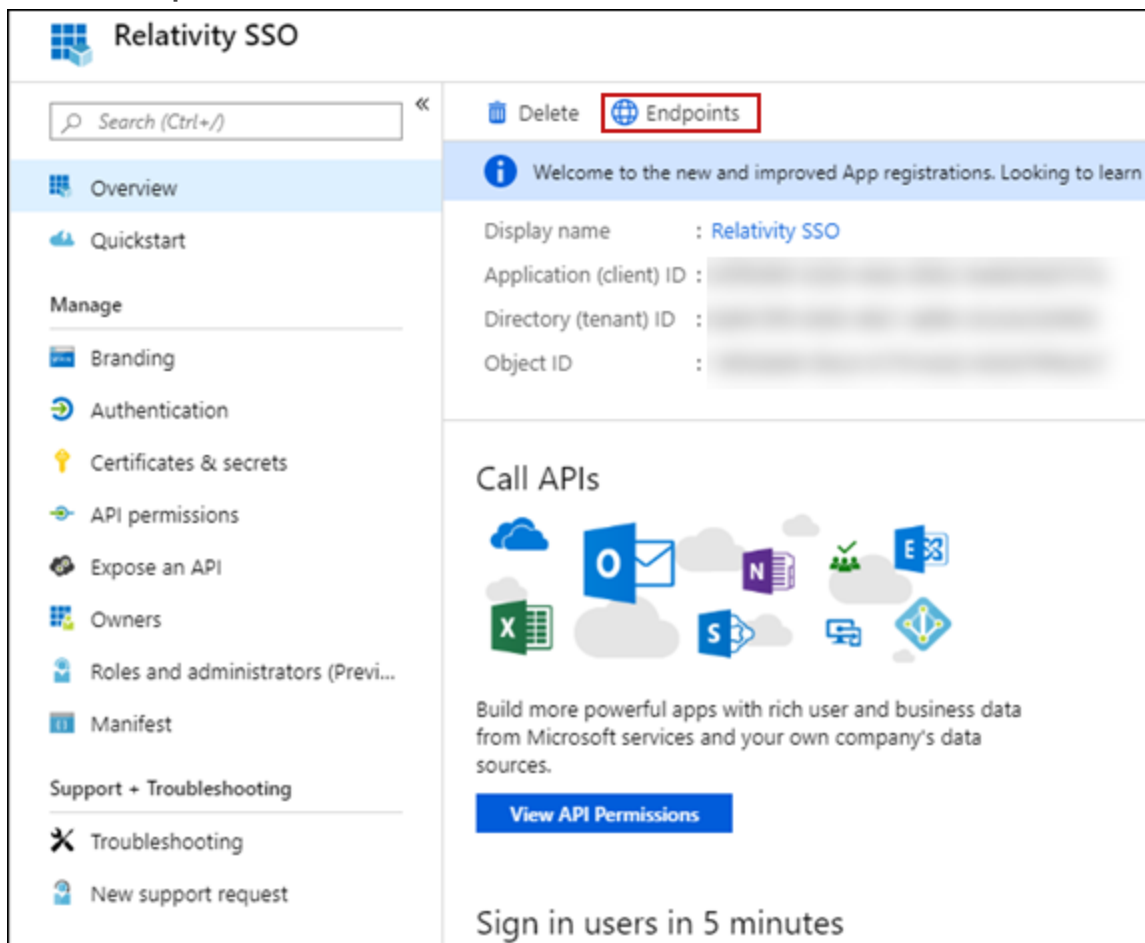 Relativity SSO
Search (Ctrl+/)
«
Overview
Quickstart
Manage
Branding
Authentication
Certificates & secrets
API permissions
Expose an API
Owners
Roles and administrators (Previ...
Manifest
Support + Troubleshooting
Troubleshooting
New support request
Delete Endpoints
Welcome to the new and improved App registrations. Looking to learn
Display name : Relativity SSO
Application (client) ID :
Directory (tenant) ID :
Object ID :
Call APIs
O
N
E
X
S
Build more powerful apps with rich user and business data
from Microsoft services and your own company's data
sources.
View API Permissions
Sign in users in 5 minutes